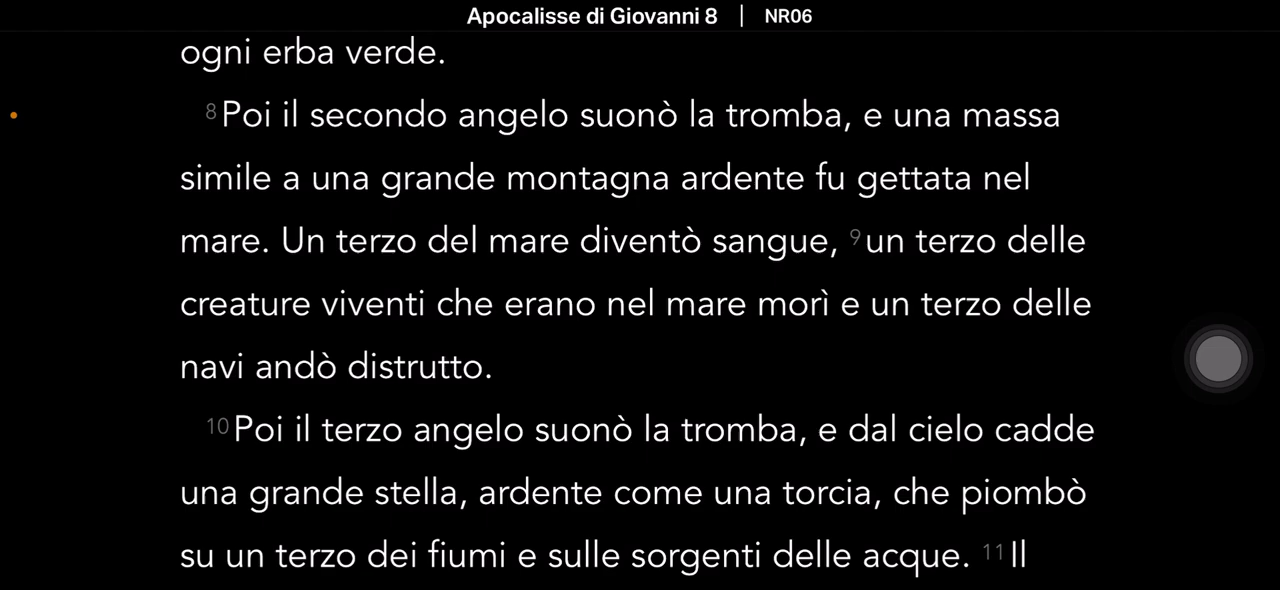 Apocalisse di Giovanni 8 | NR06
ogni erba verde.
8 Poi il secondo angelo suonò la tromba, e una massa
simile a una grande montagna ardente fu gettata nel
mare. Un terzo del mare diventò sangue, 9 un terzo delle
creature viventi che erano nel mare morì e un terzo delle
navi andò distrutto.
10 Poi il terzo angelo suonò la tromba, e dal cielo cadde
una grande stella, ardente come una torcia, che piombò
su un terzo dei fiumi e sulle sorgenti delle acque. 11 Il